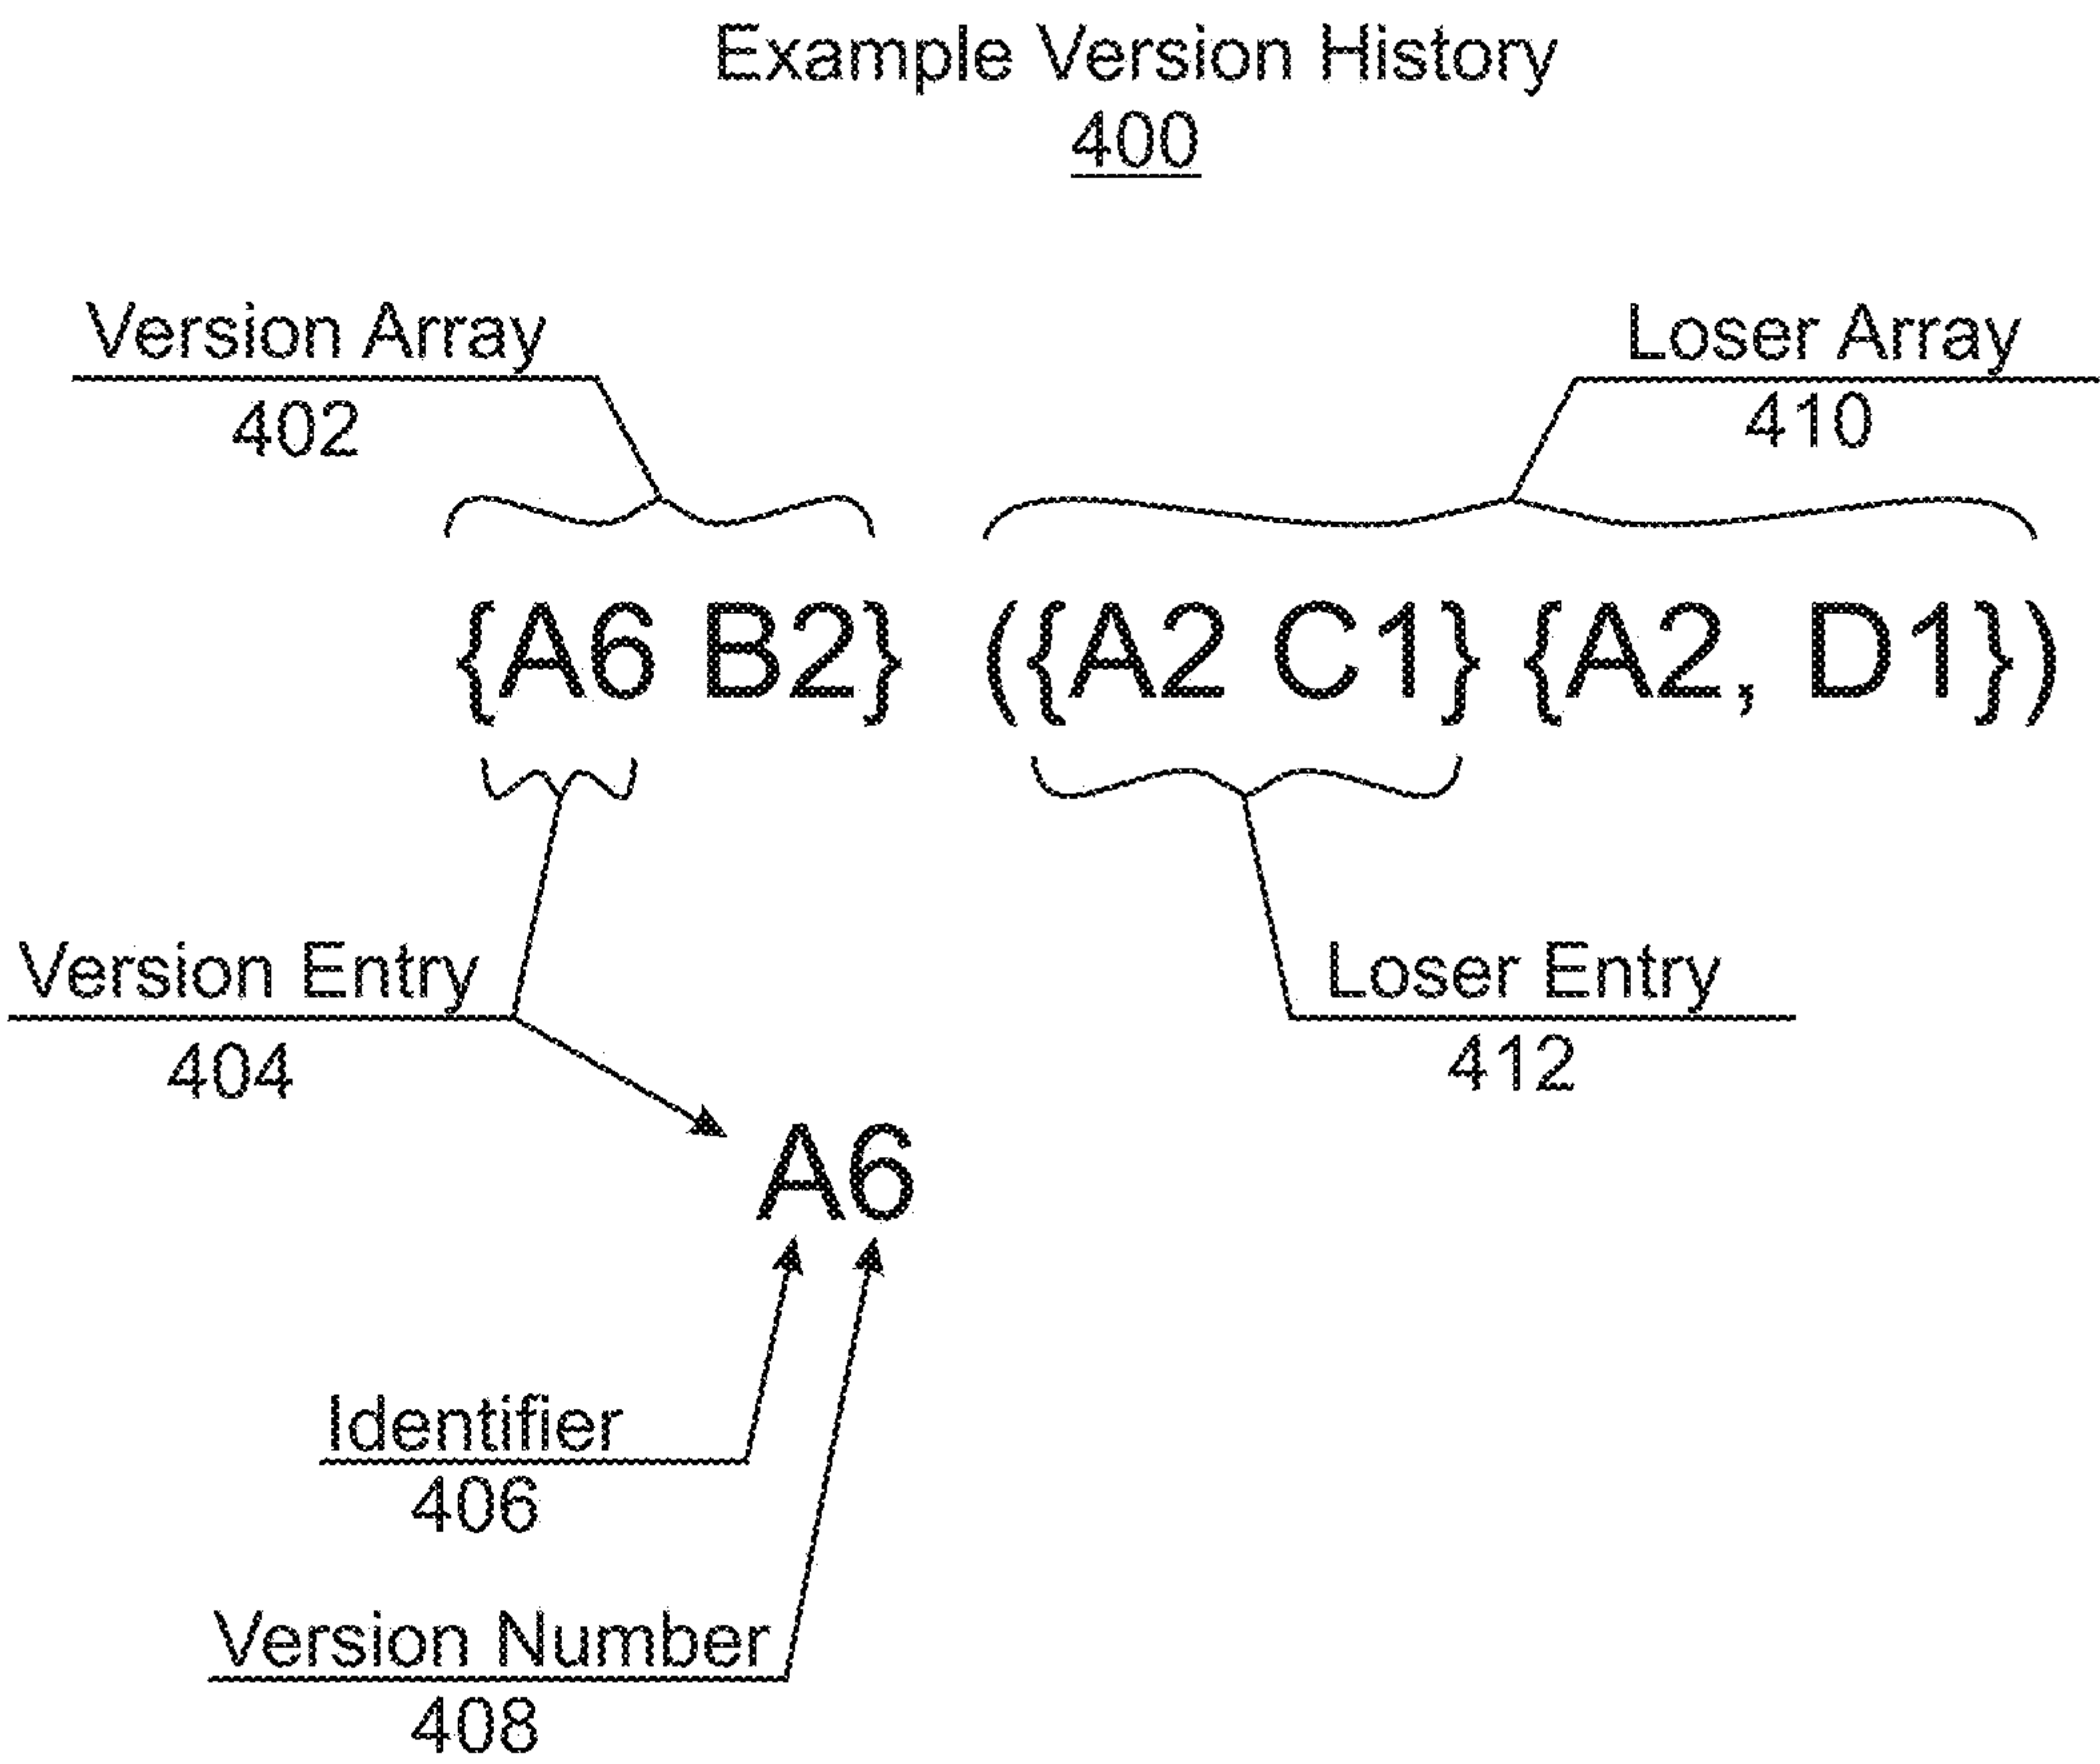 Example Version History
400
Version Array
402
Loser Array
410
{A6 B2} ({A2 C1} {A2, D1})
Version Entry
404
Loser Entry
412
A6
Identifier
406
Version Number
408